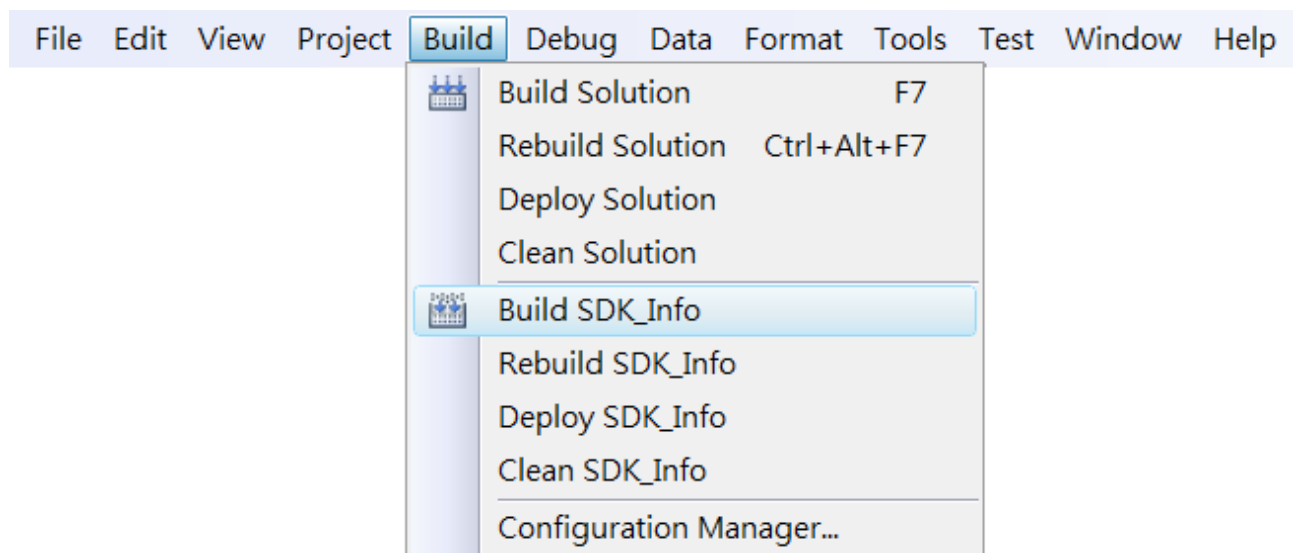 File Edit View Project Build Debug Data Format Tools Test Window Help
Build Solution F7
Rebuild Solution Ctrl+Alt+F7
Deploy Solution
Clean Solution
Build SDK_Info
Rebuild SDK_Info
Deploy SDK_Info
Clean SDK_Info
Configuration Manager...